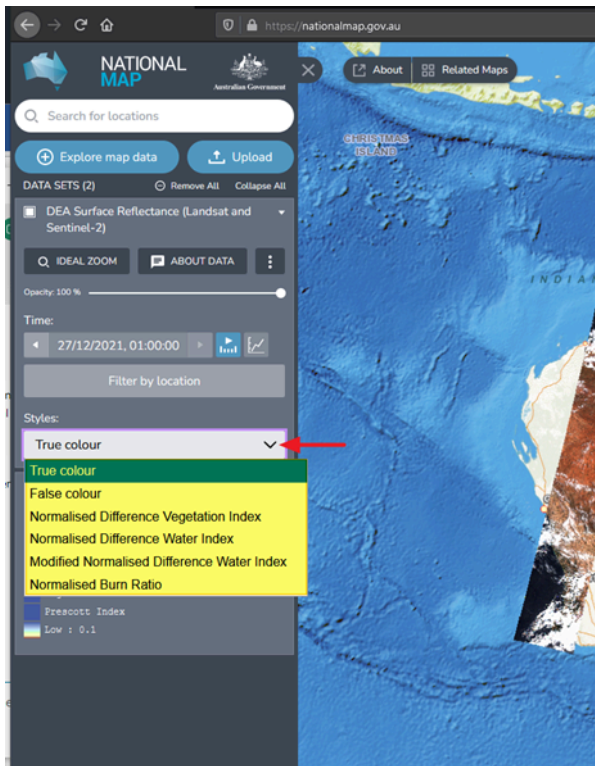 https://nationalmap.gov.au
NATIONAL
MAP
Australian Government
About
Related Maps
Search for locations
CHRISTMAS
ISLAND
Explore map data
Upload
DATA SETS (2)
Remove All
Collapse All
DEA Surface Reflectance (Landsat and
Sentinel-2)
IDEAL ZOOM
ABOUT DATA
Opacity: 100 %
INDIA
Time:
27/12/2021, 01:00:00
Filter by location
Styles:
True colour
True colour
False colour
Normalised Difference Vegetation Index
Normalised Difference Water Index
Modified Normalised Difference Water Index
Normalised Burn Ratio
Prescott Index
Low : 0.1